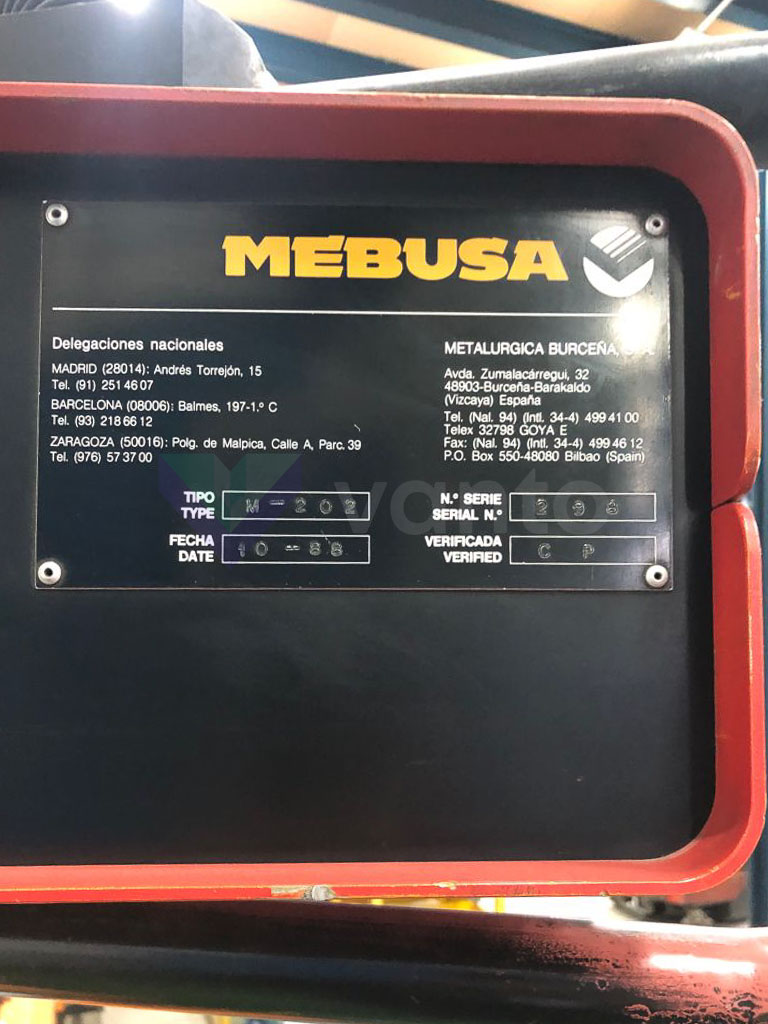 MEBUSA
Delegaciones nacionales
MADRID (28014): Andrés Torrejón, 15
Tel. (91) 251 46 07
BARCELONA (08006): Balmes, 197-1.º C
Tel. (93) 218 66 12
ZARAGOZA (50016): Polg. de Malpica, Calle A, Parc. 39
Tel. (976) 57 37 00
METALURGICA BURCEÑA,
Avda. Zumalacárregui, 32
48903-Burceña-Barakaldo
(Vizcaya) España
Tel. (Nal. 94) (Intl. 34-4) 499 41 00
Telex 32798 GOYA E
Fax: (Nal. 94) (Intl. 34-4) 499 46 12
P.O. Box 550-48080 Bilbao (Spain)
TIPO
TYPE M-202
N.º SERIE
SERIAL N.º 298
FECHA
DATE 10-88
VERIFICADA
VERIFIED C P
vanto